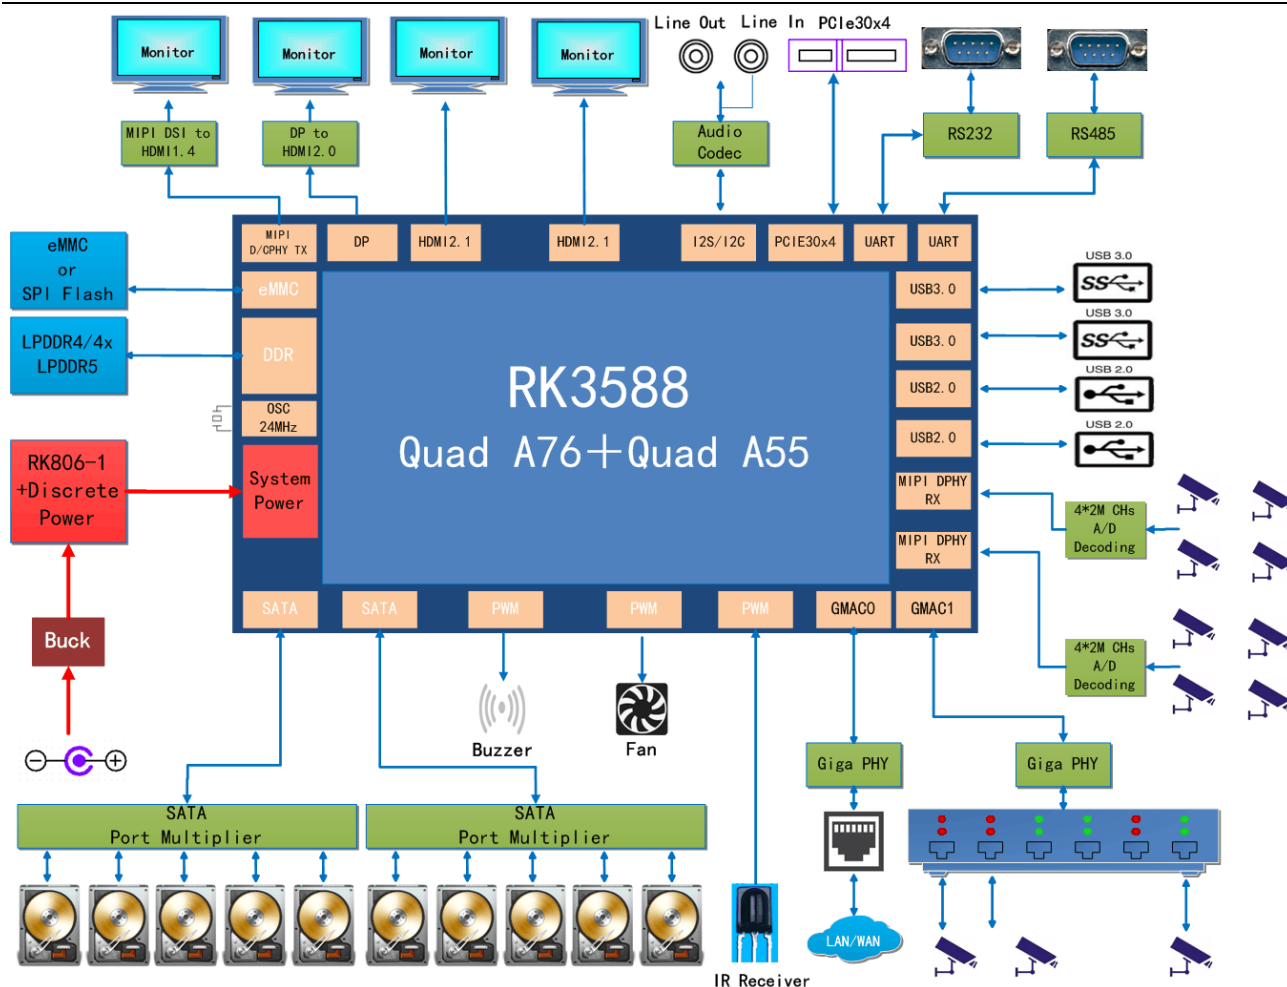 Line Out
Line In
PCIe30x4
Monitor
Monitor
Monitor
Monitor
MIPI DSI to
HDMI1.4
DP to
HDMI2.0
Audio
Codec
RS232
RS485
MIPI
D/CPHY TX
DP
HDMI2.1
HDMI2.1
I2S/I2C
PCIE30x4
UART
UART
eMMC
or
SPI Flash
eMMC
USB3.0
USB 3.0
SS
LPDDR4/4x
LPDDR5
DDR
USB3.0
USB 3.0
SS
RK3588
Quad A76+Quad A55
USB2.0
USB 2.0
OSC
24MHz
USB2.0
USB 2.0
RK806-1
+Discrete
Power
System
Power
MIPI DPHY
RX
4*2M CHs
A/D
Decoding
MIPI DPHY
RX
SATA
SATA
PWM
PWM
PWM
GMAC0
GMAC1
Buck
4*2M CHs
A/D
Decoding
Buzzer
Fan
Giga PHY
Giga PHY
SATA
Port Multiplier
SATA
Port Multiplier
LAN/WAN
IR Receiver